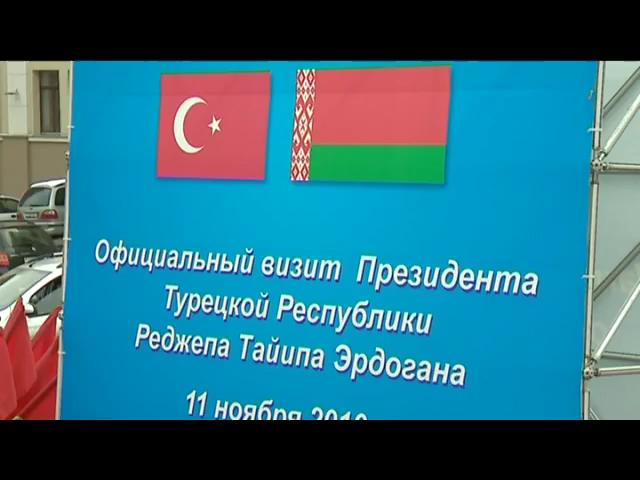 Официальный визит Президента
Турецкой Республики
Реджепа Тайипа Эрдогана
11 ноября